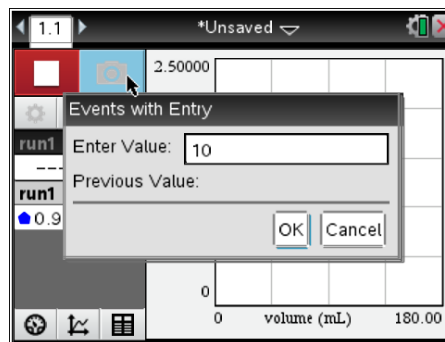 1.1
*Unsaved
2.50000
Events with Entry
Enter Value: 10
Previous Value:
OK Cancel
run1
---
run1
0.9
0
0 volume (mL) 180.00